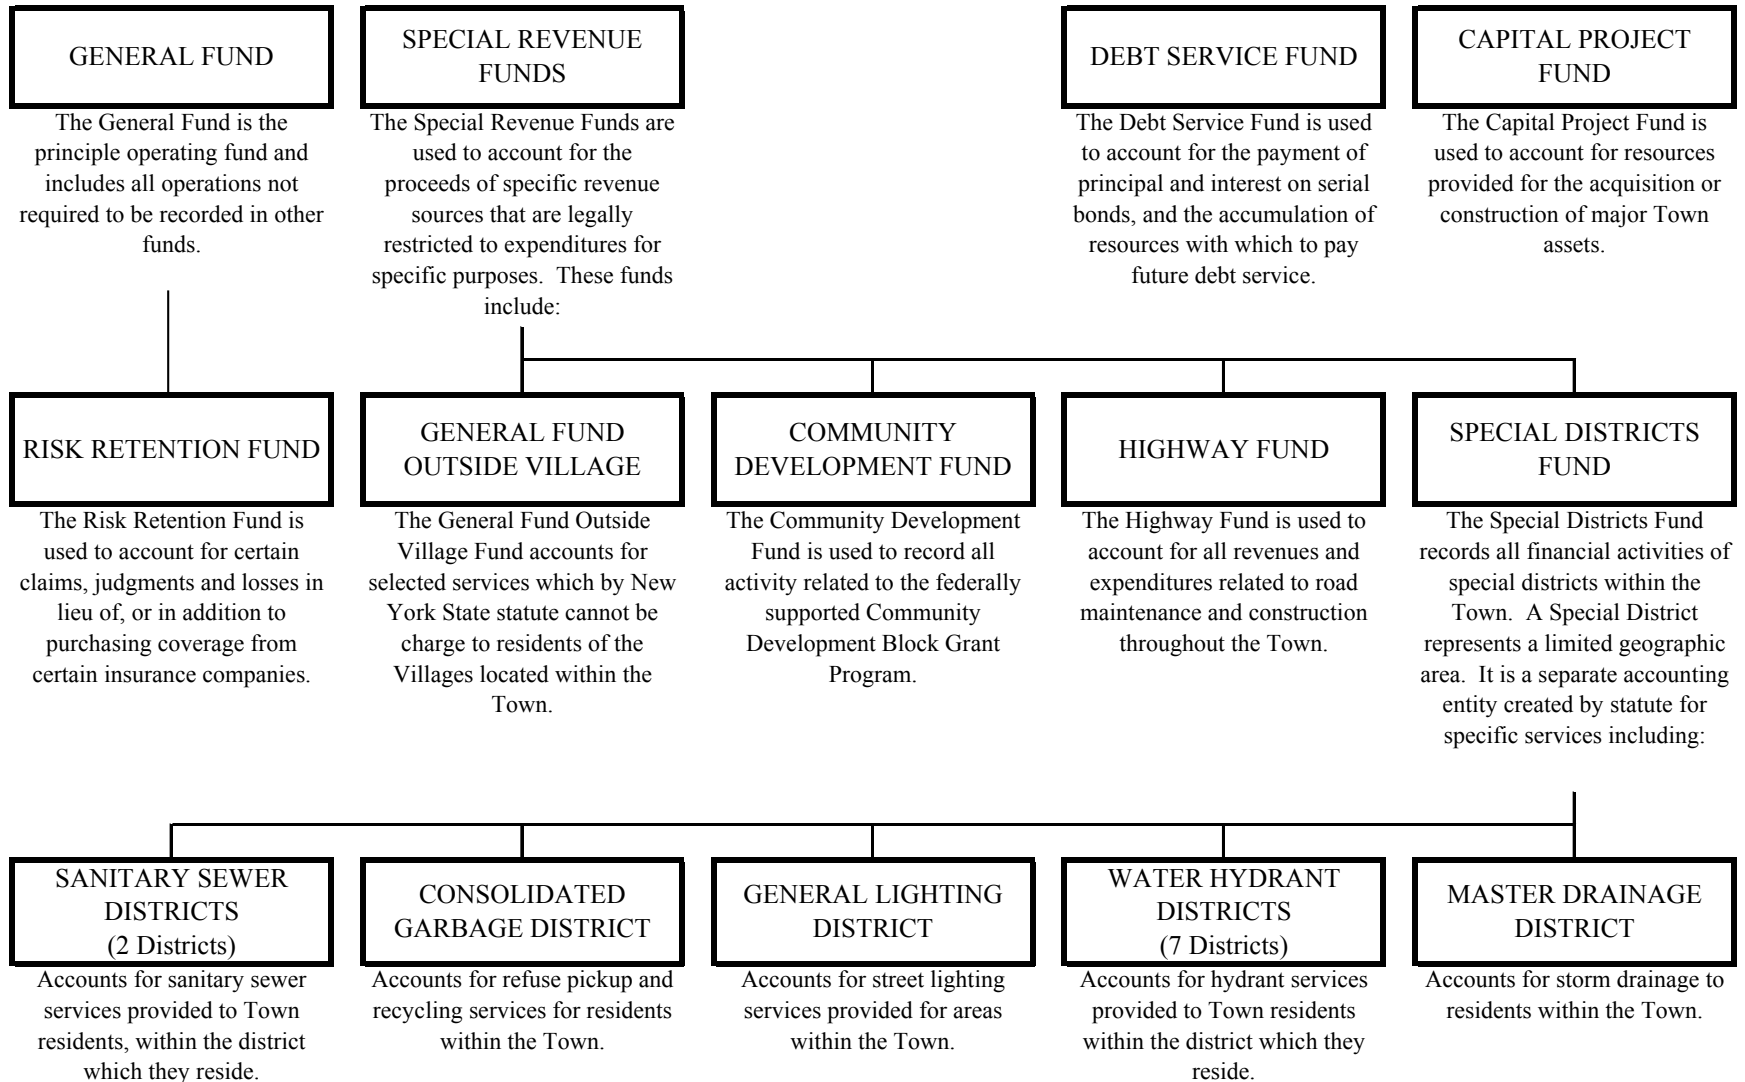 GENERAL FUND
The General Fund is the
principle operating fund and
includes all operations not
required to be recorded in other
funds.
SPECIAL REVENUE
FUNDS
The Special Revenue Funds are
used to account for the
proceeds of specific revenue
sources that are legally
restricted to expenditures for
specific purposes.  These funds
include:
DEBT SERVICE FUND
The Debt Service Fund is used
to account for the payment of
principal and interest on serial
bonds, and the accumulation of
resources with which to pay
future debt service.
CAPITAL PROJECT
FUND
The Capital Project Fund is
used to account for resources
provided for the acquisition or
construction of major Town
assets.
RISK RETENTION FUND
The Risk Retention Fund is
used to account for certain
claims, judgments and losses in
lieu of, or in addition to
purchasing coverage from
certain insurance companies.
GENERAL FUND
OUTSIDE VILLAGE
The General Fund Outside
Village Fund accounts for
selected services which by New
York State statute cannot be
charge to residents of the
Villages located within the
Town.
COMMUNITY
DEVELOPMENT FUND
The Community Development
Fund is used to record all
activity related to the federally
supported Community
Development Block Grant
Program.
HIGHWAY FUND
The Highway Fund is used to
account for all revenues and
expenditures related to road
maintenance and construction
throughout the Town.
SPECIAL DISTRICTS
FUND
The Special Districts Fund
records all financial activities of
special districts within the
Town.  A Special District
represents a limited geographic
area.  It is a separate accounting
entity created by statute for
specific services including:
SANITARY SEWER
DISTRICTS
(2 Districts)
Accounts for sanitary sewer
services provided to Town
residents, within the district
which they reside.
CONSOLIDATED
GARBAGE DISTRICT
Accounts for refuse pickup and
recycling services for residents
within the Town.
GENERAL LIGHTING
DISTRICT
Accounts for street lighting
services provided for areas
within the Town.
WATER HYDRANT
DISTRICTS
(7 Districts)
Accounts for hydrant services
provided to Town residents
within the district which they
reside.
MASTER DRAINAGE
DISTRICT
Accounts for storm drainage to
residents within the Town.